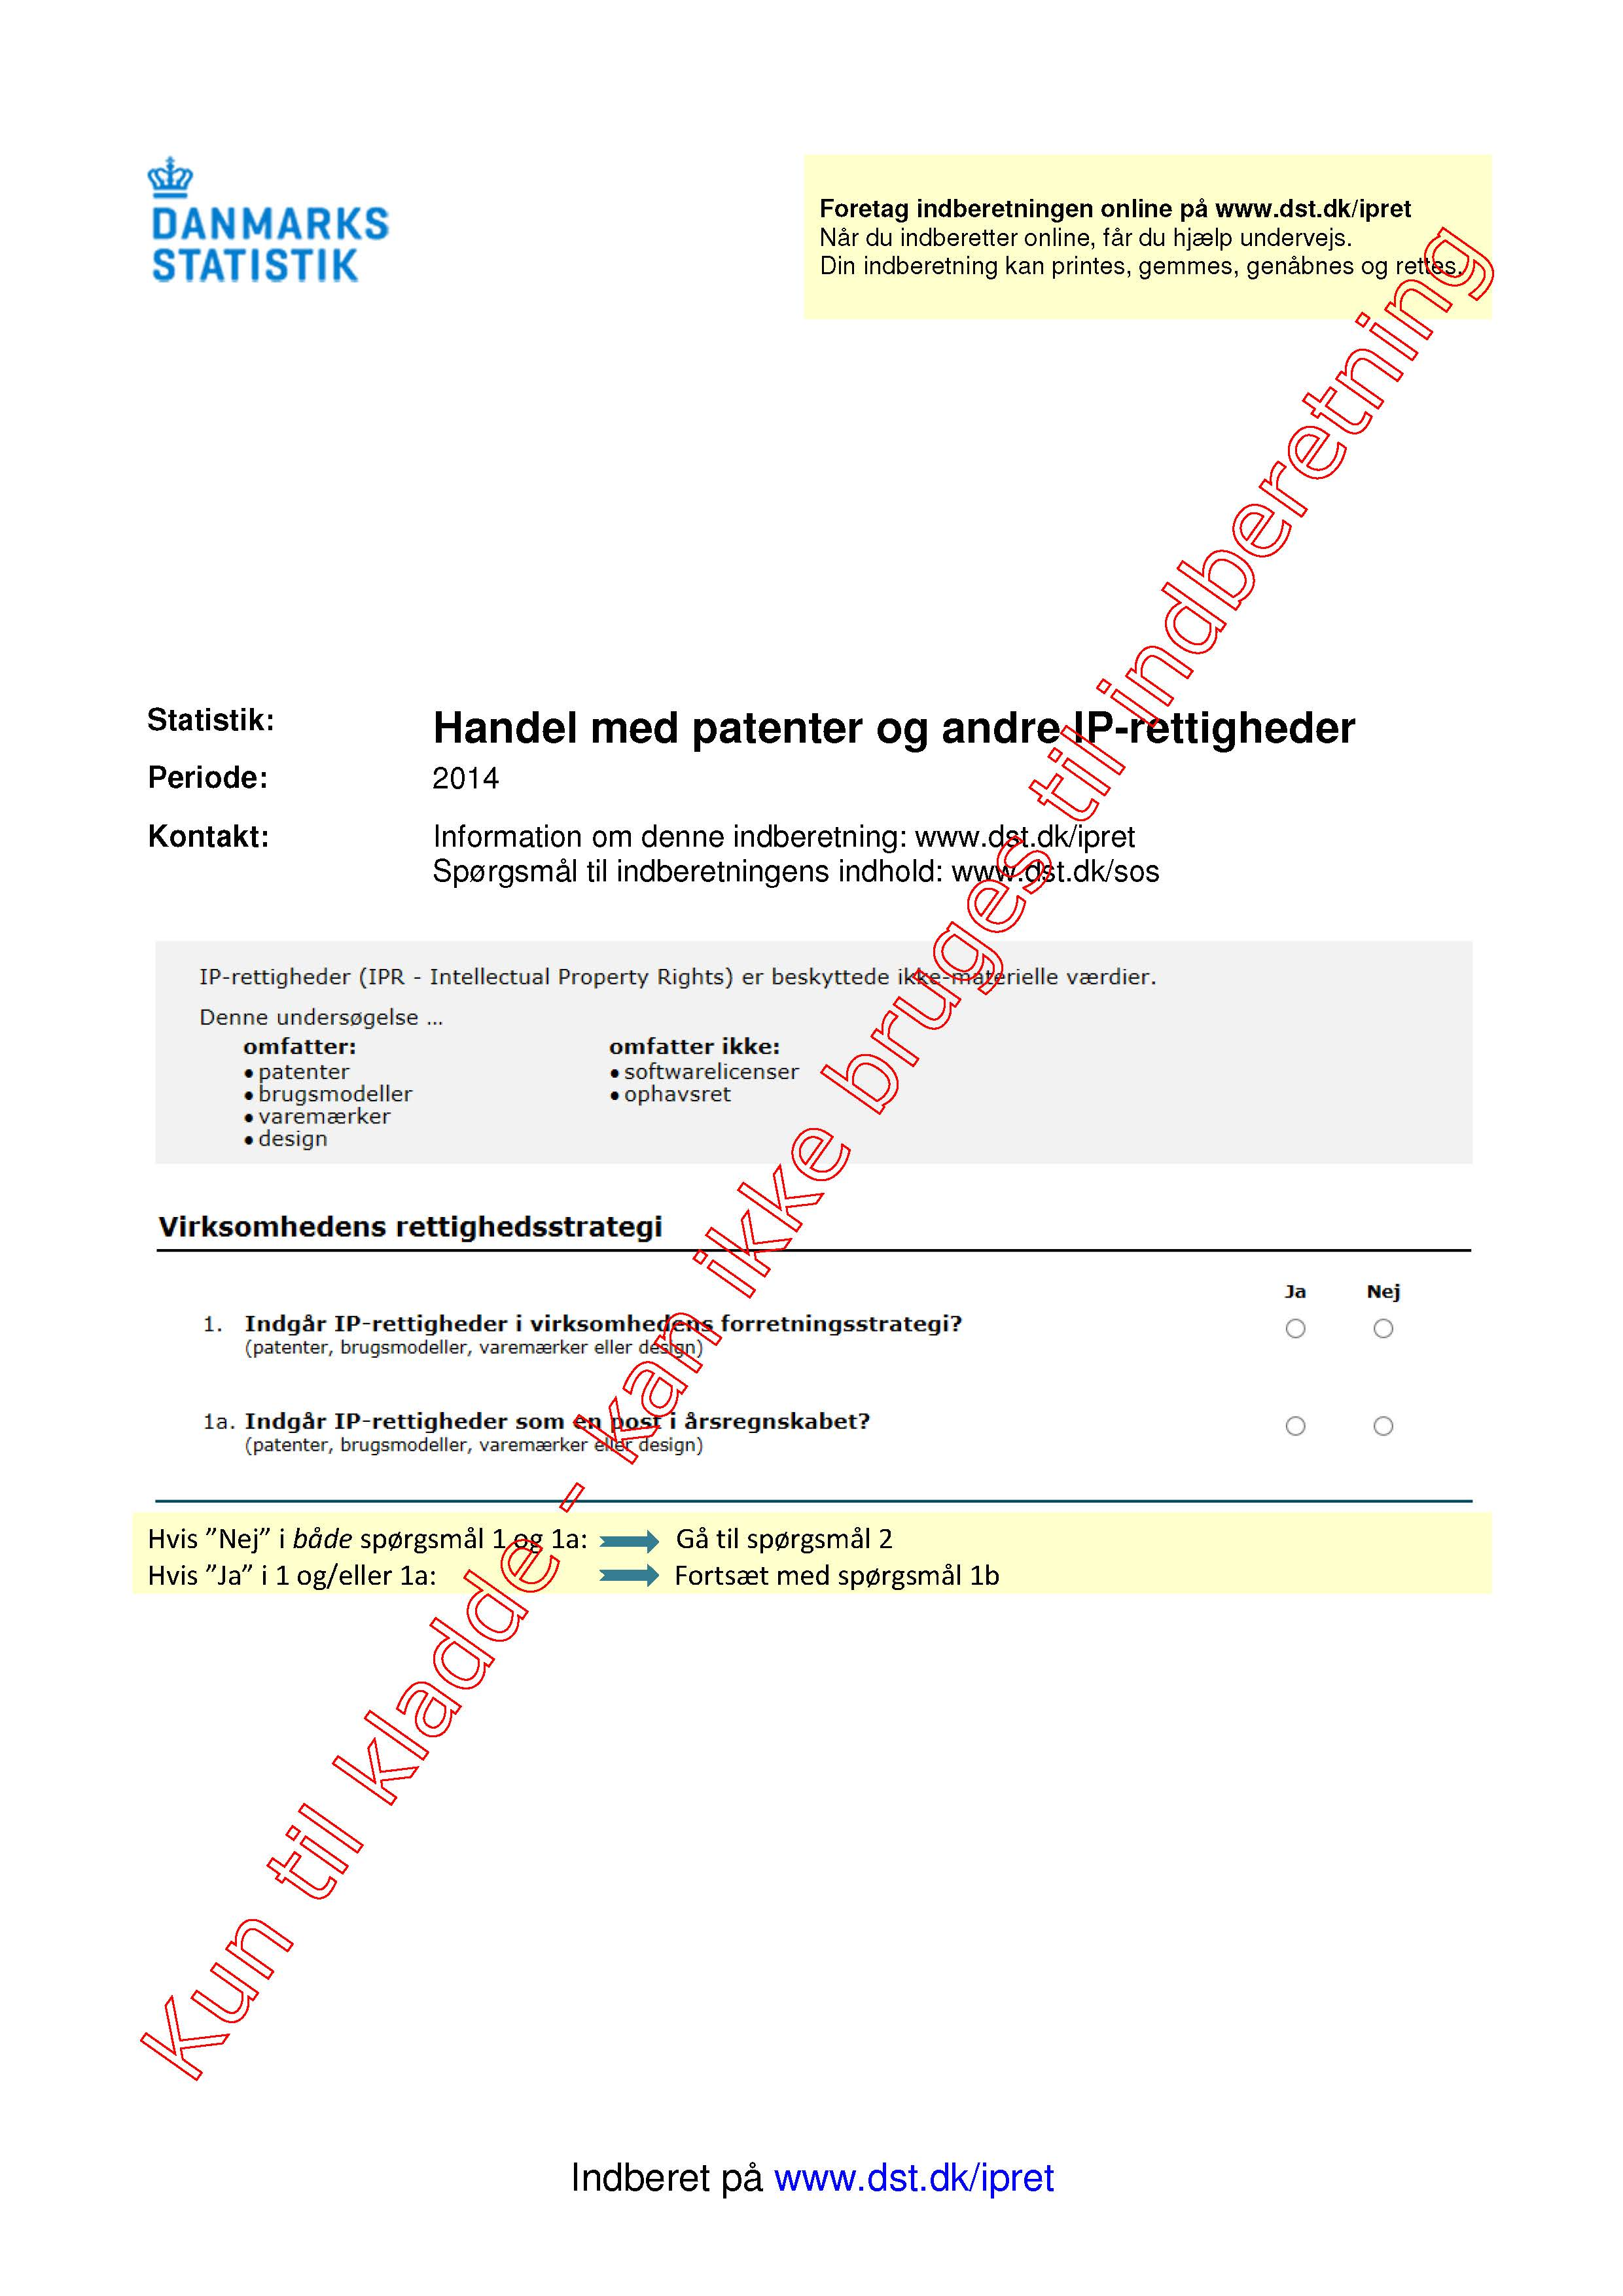 DANMARKS
STATISTIK
Foretag indberetningen online på www.dst.dk/ipret
Når du indberetter online, får du hjælp undervejs.
Din indberetning kan printes, gemmes, genåbnes og rettes.
Statistik:
Handel med patenter og andre IP-rettigheder
Periode:
2014
Kontakt:
Information om denne indberetning: www.dst.dk/ipret
Spørgsmål til indberetningens indhold: www.dst.dk/sos
IP-rettigheder (IPR - Intellectual Property Rights) er beskyttede ikke-materielle værdier.
Denne undersøgelse ...
omfatter:
• patenter
• brugsmodeller
• varemærker
• design
omfatter ikke:
• softwarelicenser
• ophavsret
Virksomhedens rettighedsstrategi
Ja Nej
1. Indgår IP-rettigheder i virksomhedens forretningsstrategi?
(patenter, brugsmodeller, varemærker eller design)
1a. Indgår IP-rettigheder som en post i årsregnskabet?
(patenter, brugsmodeller, varemærker eller design)
Hvis ”Nej” i både spørgsmål 1 og 1a: Gå til spørgsmål 2
Hvis ”Ja” i 1 og/eller 1a: Fortsæt med spørgsmål 1b
Kun til kladde - kan ikke bruges til indberetning
Indberet på www.dst.dk/ipret